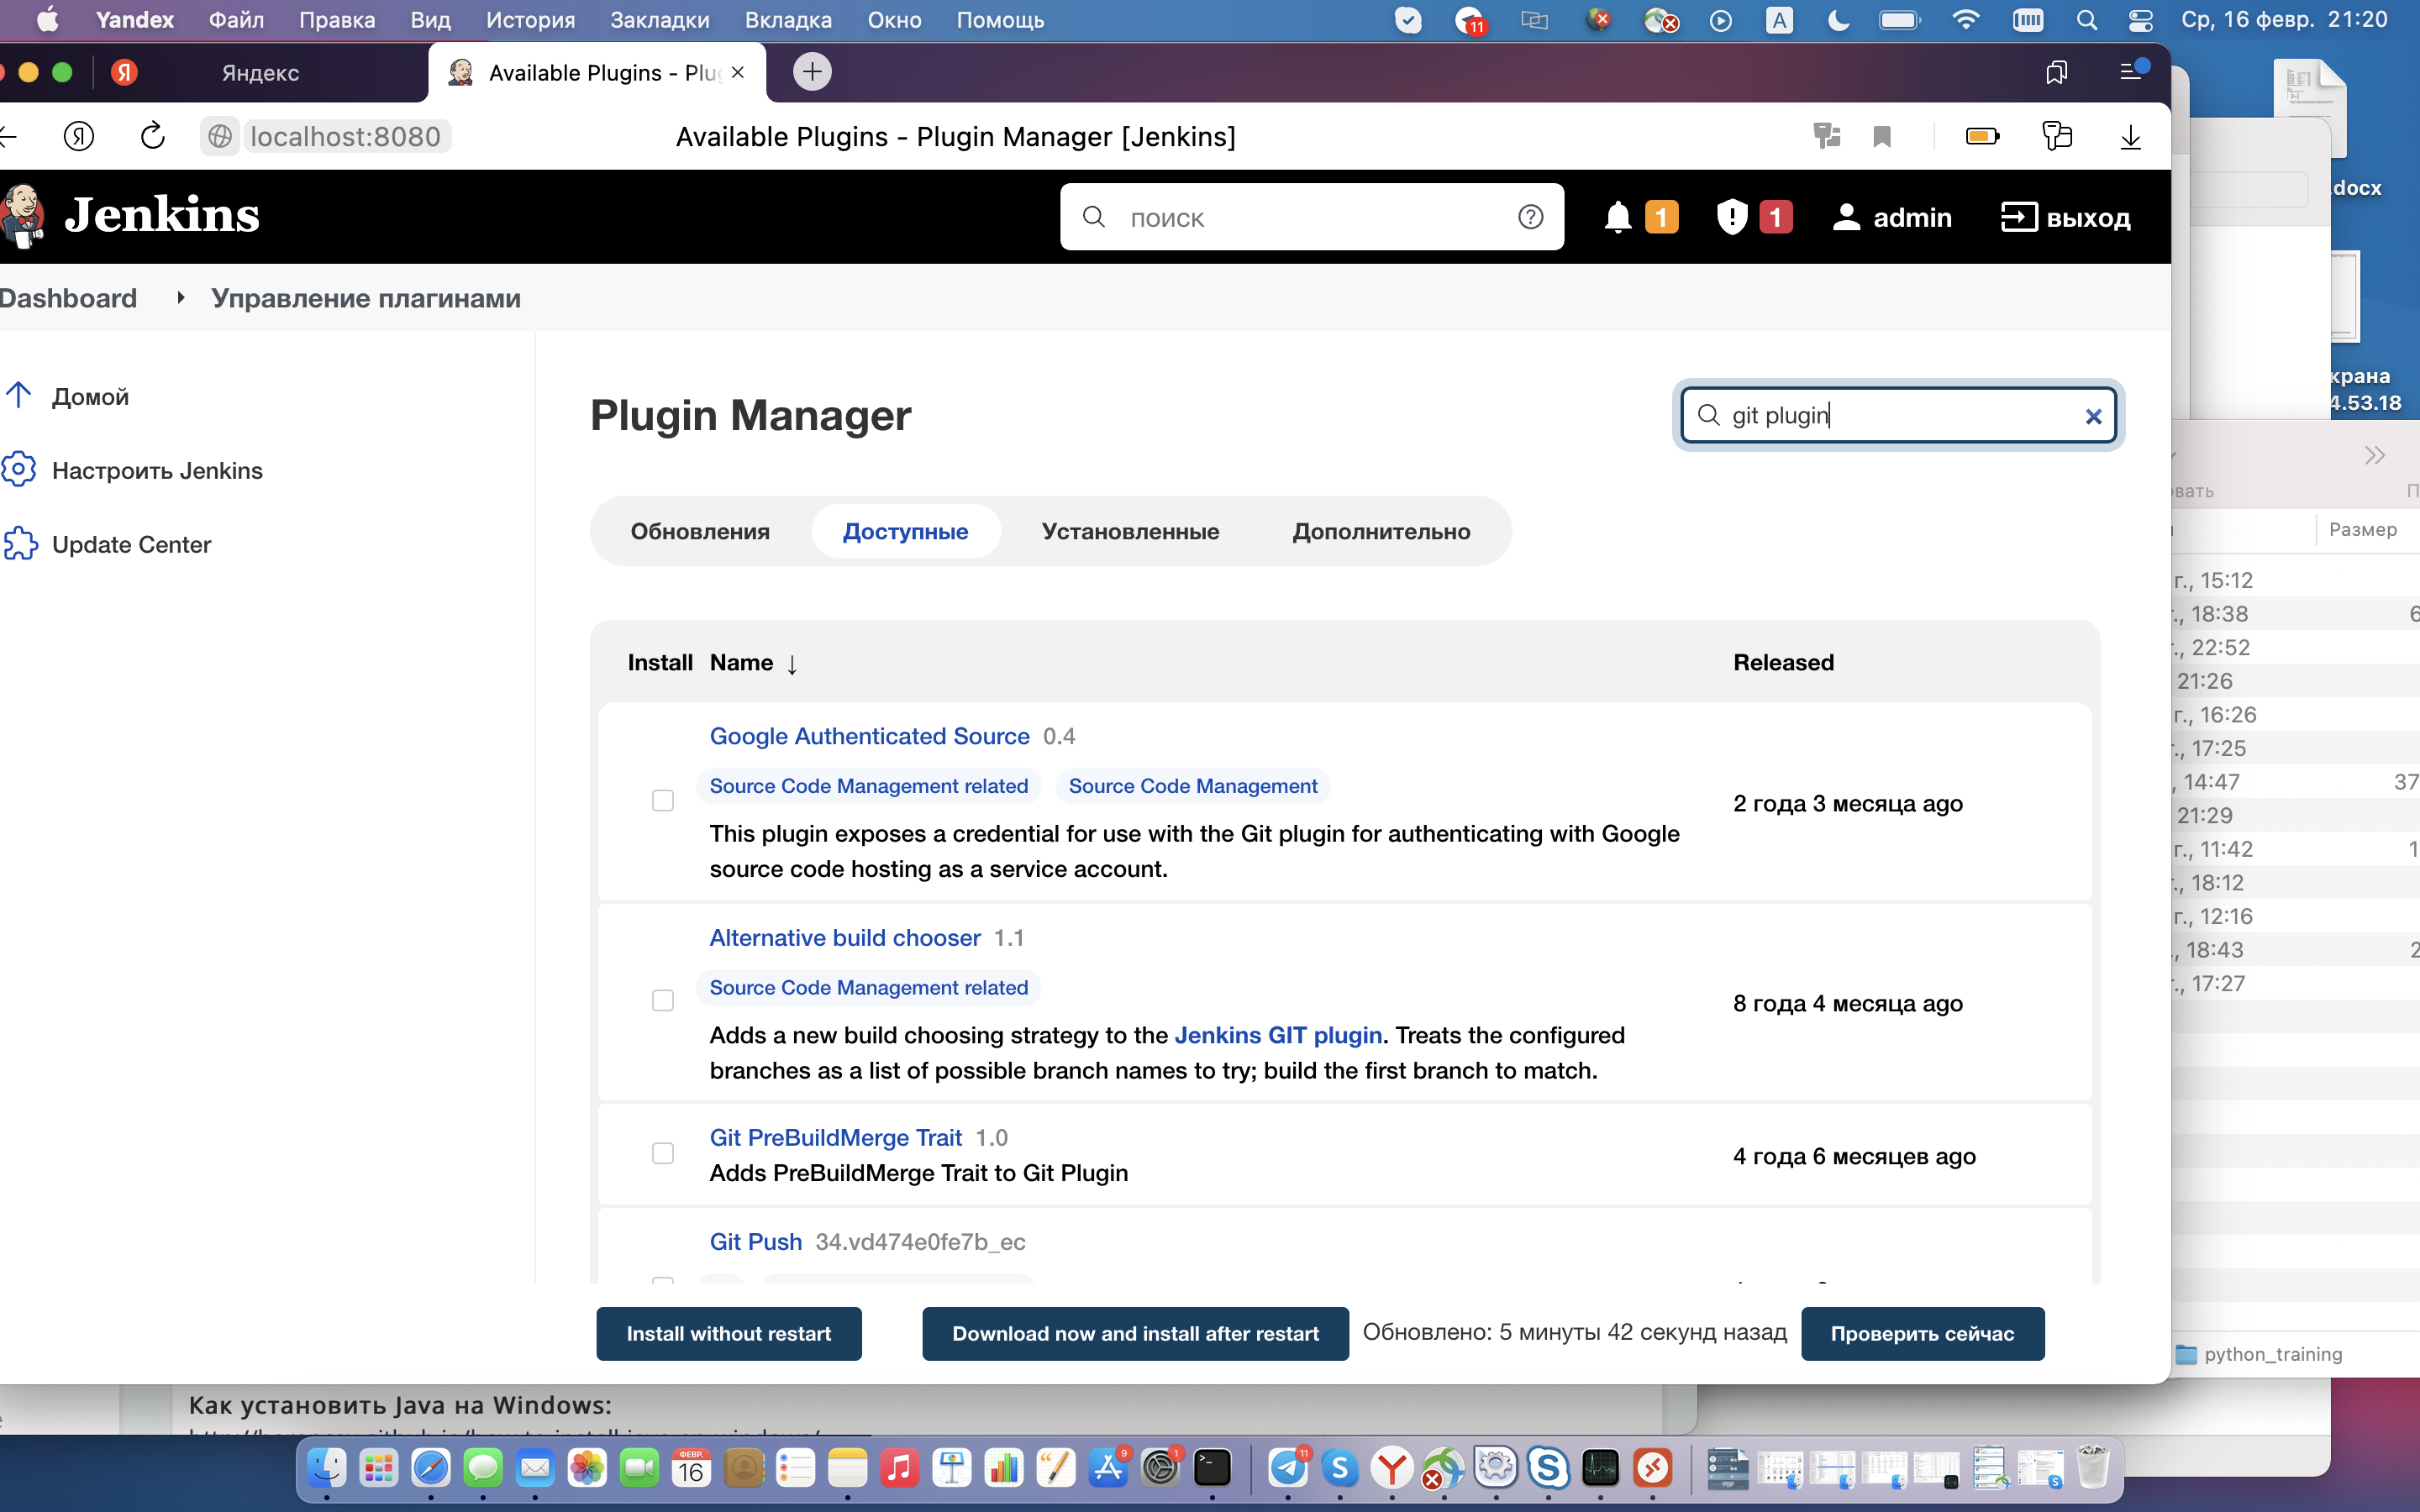 Yandex Файл Правка Вид История Закладки Вкладка Окно Помощь 11 A Ср, 16 февр. 21:20
Я Яндекс Available Plugins - Plug
Я localhost:8080 Available Plugins - Plugin Manager [Jenkins]
Jenkins поиск 1 1 admin выход
Dashboard Управление плагинами
Домой
Настроить Jenkins
Update Center
Plugin Manager git plugin
Обновления Доступные Установленные Дополнительно
Install Name ↓ Released
Google Authenticated Source 0.4
Source Code Management related Source Code Management
This plugin exposes a credential for use with the Git plugin for authenticating with Google
source code hosting as a service account.
2 года 3 месяца ago
Alternative build chooser 1.1
Source Code Management related
Adds a new build choosing strategy to the Jenkins GIT plugin. Treats the configured
branches as a list of possible branch names to try; build the first branch to match.
8 года 4 месяца ago
Git PreBuildMerge Trait 1.0
Adds PreBuildMerge Trait to Git Plugin
4 года 6 месяцев ago
Git Push 34.vd474e0fe7b_ec
Install without restart Download now and install after restart Обновлено: 5 минуты 42 секунд назад Проверить сейчас
.docx
крана
4.53.18
вать П
Размер
г., 15:12
г., 18:38 6
г., 22:52
21:26
г., 16:26
г., 17:25
, 14:47 37
21:29
г., 11:42 1
г., 18:12
г., 12:16
., 18:43 2
г., 17:27
python_training
Как установить Java на Windows:
ФЕВР.
16
9
1
11